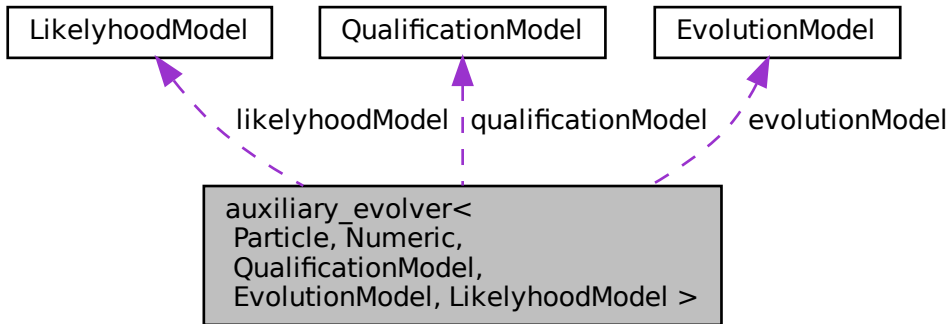 LikelyhoodModel
QualificationModel
EvolutionModel
likelyhoodModel
qualificationModel
evolutionModel
auxiliary_evolver<
Particle, Numeric,
QualificationModel,
EvolutionModel, LikelyhoodModel >